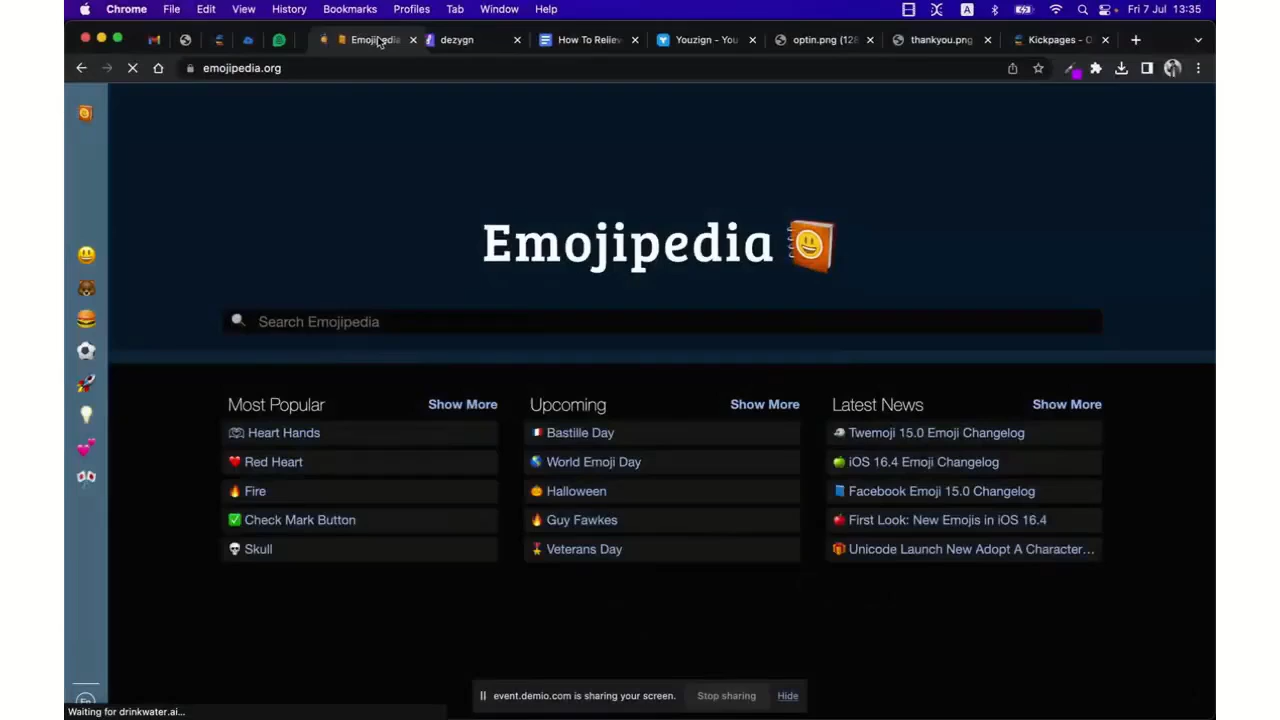 Chrome File Edit View History Bookmarks Profiles Tab Window Help A Fri 7 Jul 13:35
Emojipedia dezygn How To Reliev Youzign - You optin.png (128 thankyou.png Kickpages - O
emojipedia.org
Emojipedia
Search Emojipedia
Most Popular Show More Upcoming Show More Latest News Show More
Heart Hands Bastille Day Twemoji 15.0 Emoji Changelog
Red Heart World Emoji Day iOS 16.4 Emoji Changelog
Fire Halloween Facebook Emoji 15.0 Changelog
Check Mark Button Guy Fawkes First Look: New Emojis in iOS 16.4
Skull Veterans Day Unicode Launch New Adopt A Character...
event.demio.com is sharing your screen. Stop sharing Hide
Waiting for drinkwater.ai...